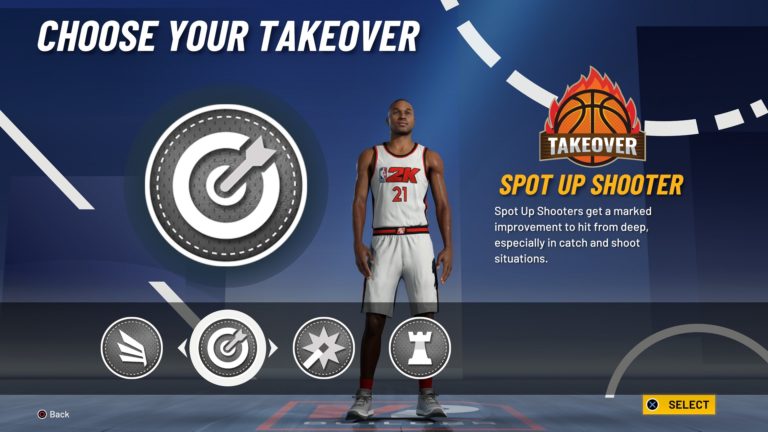 CHOOSE YOUR TAKEOVER
TAKEOVER
SPOT UP SHOOTER
Spot Up Shooters get a marked
improvement to hit from deep,
especially in catch and shoot
situations.
2K
21
Back
SELECT